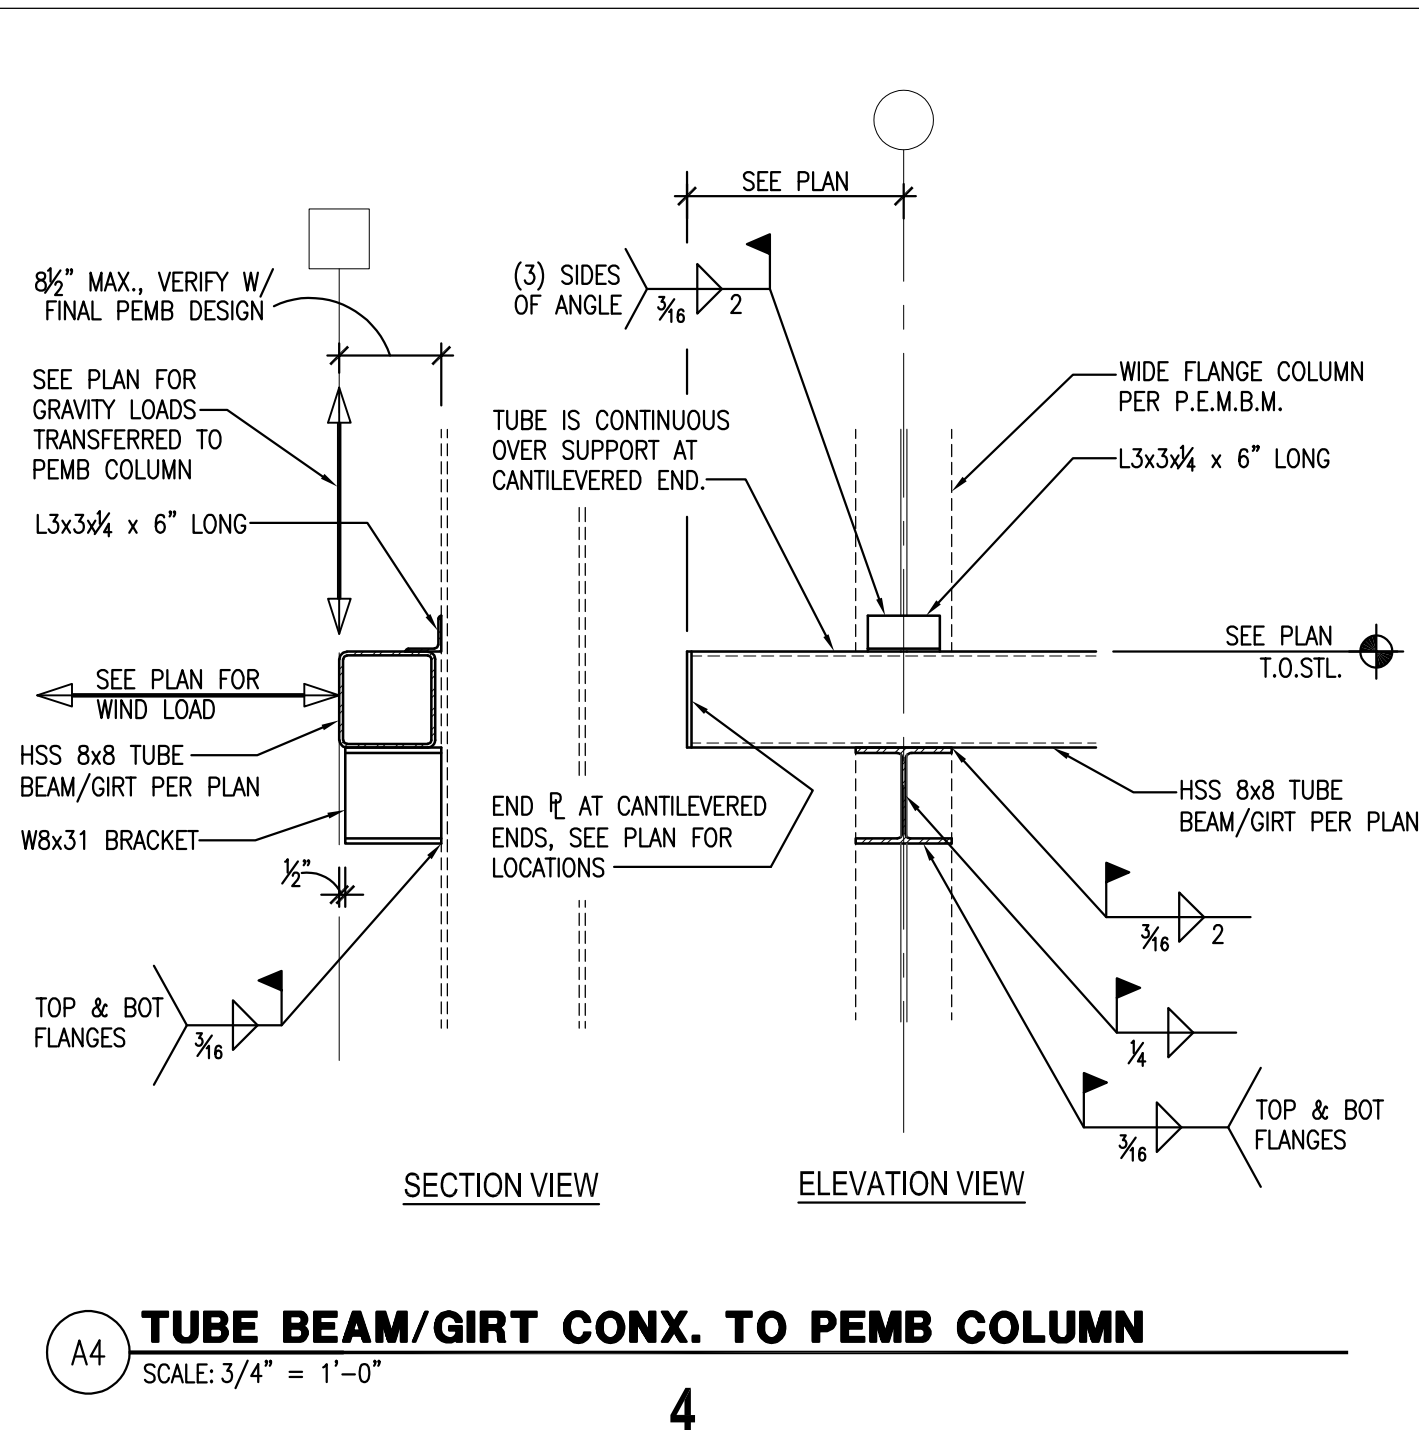 SEE PLAN
8½" MAX., VERIFY W/
FINAL PEMB DESIGN
(3) SIDES
OF ANGLE
3/16
2
SEE PLAN FOR
GRAVITY LOADS
TRANSFERRED TO
PEMB COLUMN
L3x3x¼ x 6" LONG
TUBE IS CONTINUOUS
OVER SUPPORT AT
CANTILEVERED END.
WIDE FLANGE COLUMN
PER P.E.M.B.M.
L3x3x¼ x 6" LONG
SEE PLAN
T.O.STL.
SEE PLAN FOR
WIND LOAD
HSS 8x8 TUBE
BEAM/GIRT PER PLAN
W8x31 BRACKET
½"
END ℄ AT CANTILEVERED
ENDS, SEE PLAN FOR
LOCATIONS
HSS 8x8 TUBE
BEAM/GIRT PER PLAN
3/16
2
TOP & BOT
FLANGES
3/16
¼
3/16
TOP & BOT
FLANGES
SECTION VIEW
ELEVATION VIEW
A4
TUBE BEAM/GIRT CONX. TO PEMB COLUMN
SCALE: 3/4" = 1'-0"
4